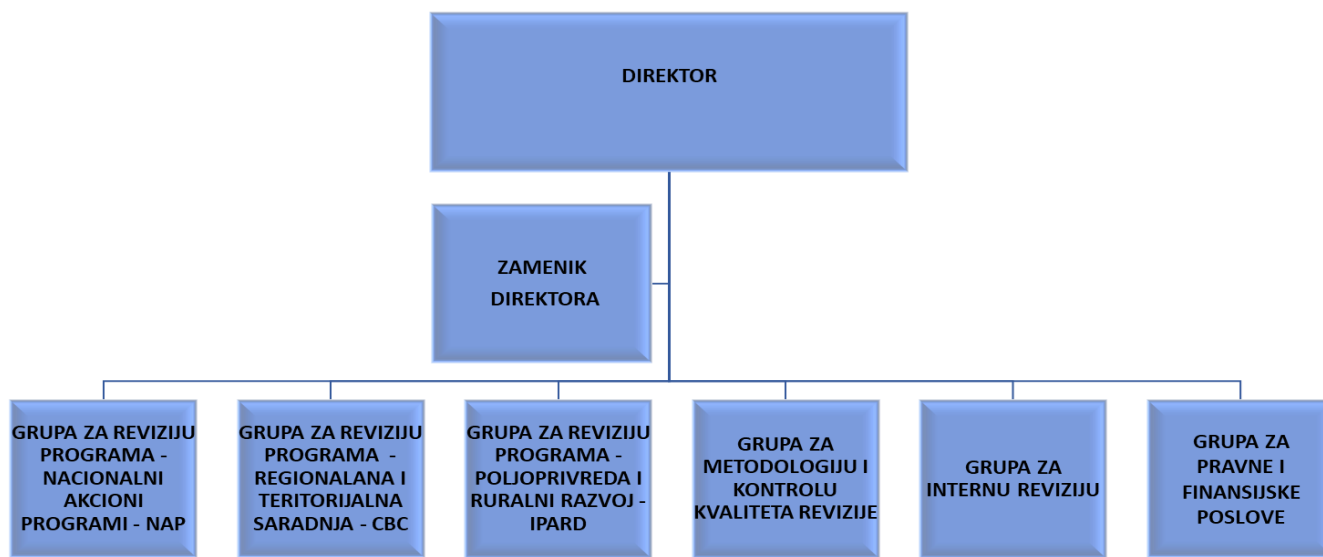 DIREKTOR
ZAMENIK
DIREKTORA
GRUPA ZA REVIZIJU
PROGRAMA -
NACIONALNI
AKCIONI
PROGRAMI - NAP
GRUPA ZA REVIZIJU
PROGRAMA -
REGIONALANA I
TERITORIJALNA
SARADNJA - CBC
GRUPA ZA REVIZIJU
PROGRAMA -
POLJOPRIVREDA I
RURALNI RAZVOJ -
IPARD
GRUPA ZA
METODOLOGIJU I
KONTROLU
KVALITETA REVIZIJE
GRUPA ZA
INTERNU REVIZIJU
GRUPA ZA
PRAVNE I
FINANSIJSKE
POSLOVE